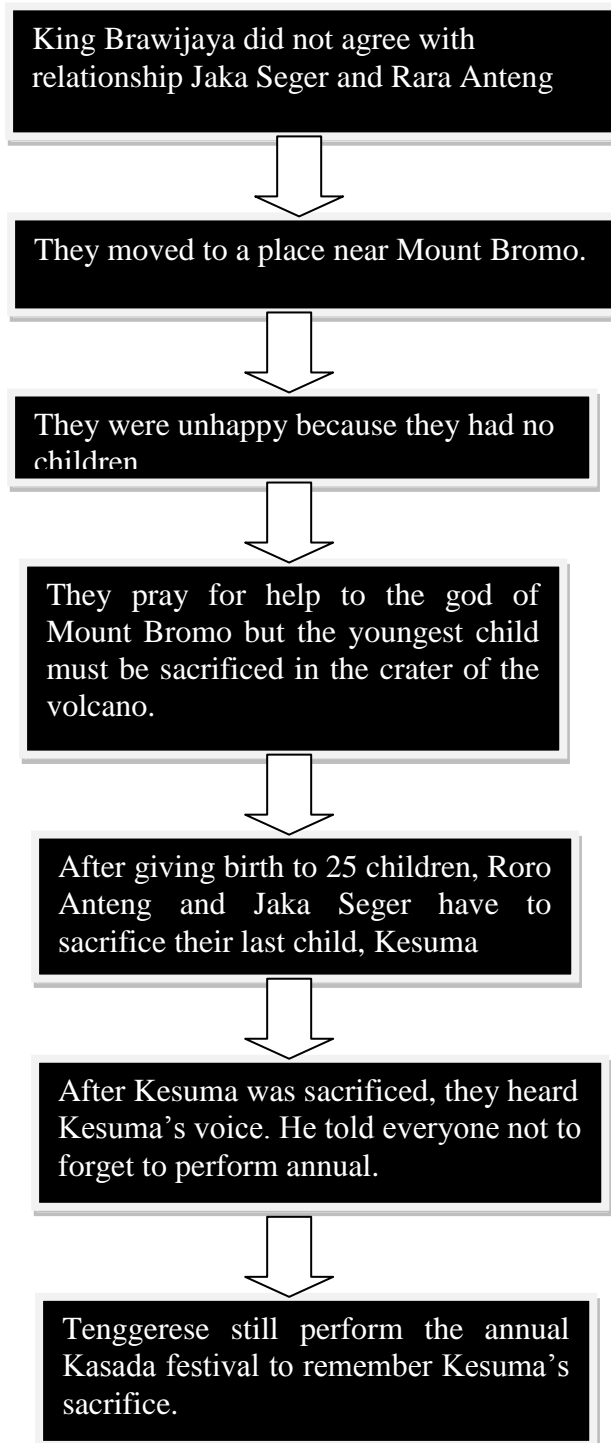 King Brawijaya did not agree with
relationship Jaka Seger and Rara Anteng
They moved to a place near Mount Bromo.
They were unhappy because they had no
children
They pray for help to the god of
Mount Bromo but the youngest child
must be sacrificed in the crater of the
volcano.
After giving birth to 25 children, Roro
Anteng and Jaka Seger have to
sacrifice their last child, Kesuma
After Kesuma was sacrificed, they heard
Kesuma’s voice. He told everyone not to
forget to perform annual.
Tenggerese still perform the annual
Kasada festival to remember Kesuma’s
sacrifice.